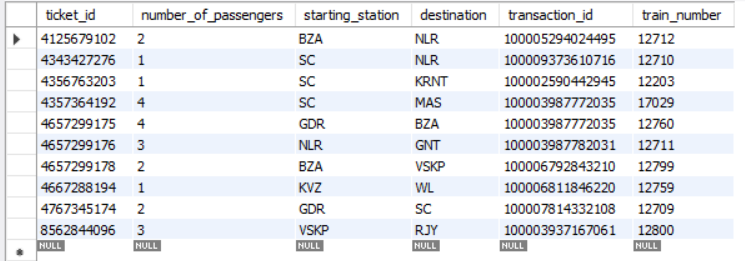 ticket_id number_of_passengers starting_station destination transaction_id train_number
4125679102 2 BZA NLR 100005294024495 12712
4343427276 1 SC NLR 100009373610716 12710
4356763203 1 SC KRNT 100002590442945 12203
4357364192 4 SC MAS 100003987772035 17029
4657299175 4 GDR BZA 100003987772035 12760
4657299176 3 NLR GNT 100003987782031 12711
4657299178 2 BZA VSKP 100006792843210 12799
4667288194 1 KVZ WL 100006811846220 12759
4767345174 2 GDR SC 100007814332108 12709
8562844096 3 VSKP RJY 100003937167061 12800
NULL NULL NULL NULL NULL NULL